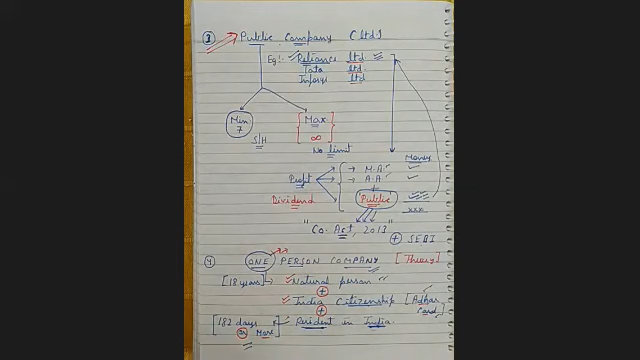 ③ Public Company (Ltd.)
Eg:- Reliance ltd.
Tata ltd.
Infosys ltd
Min 7
S/H
Max ∞
No limit
Money
Profit → M.A
→ A.A
+
Dividend "Public"
xxx
"Co. Act, 2013"
+ SEBI
④ ONE PERSON COMPANY [Theory]
[18 years] → Natural person
+
India Citizenship [Adhar Card]
+
[182 days or More] Resident in India.